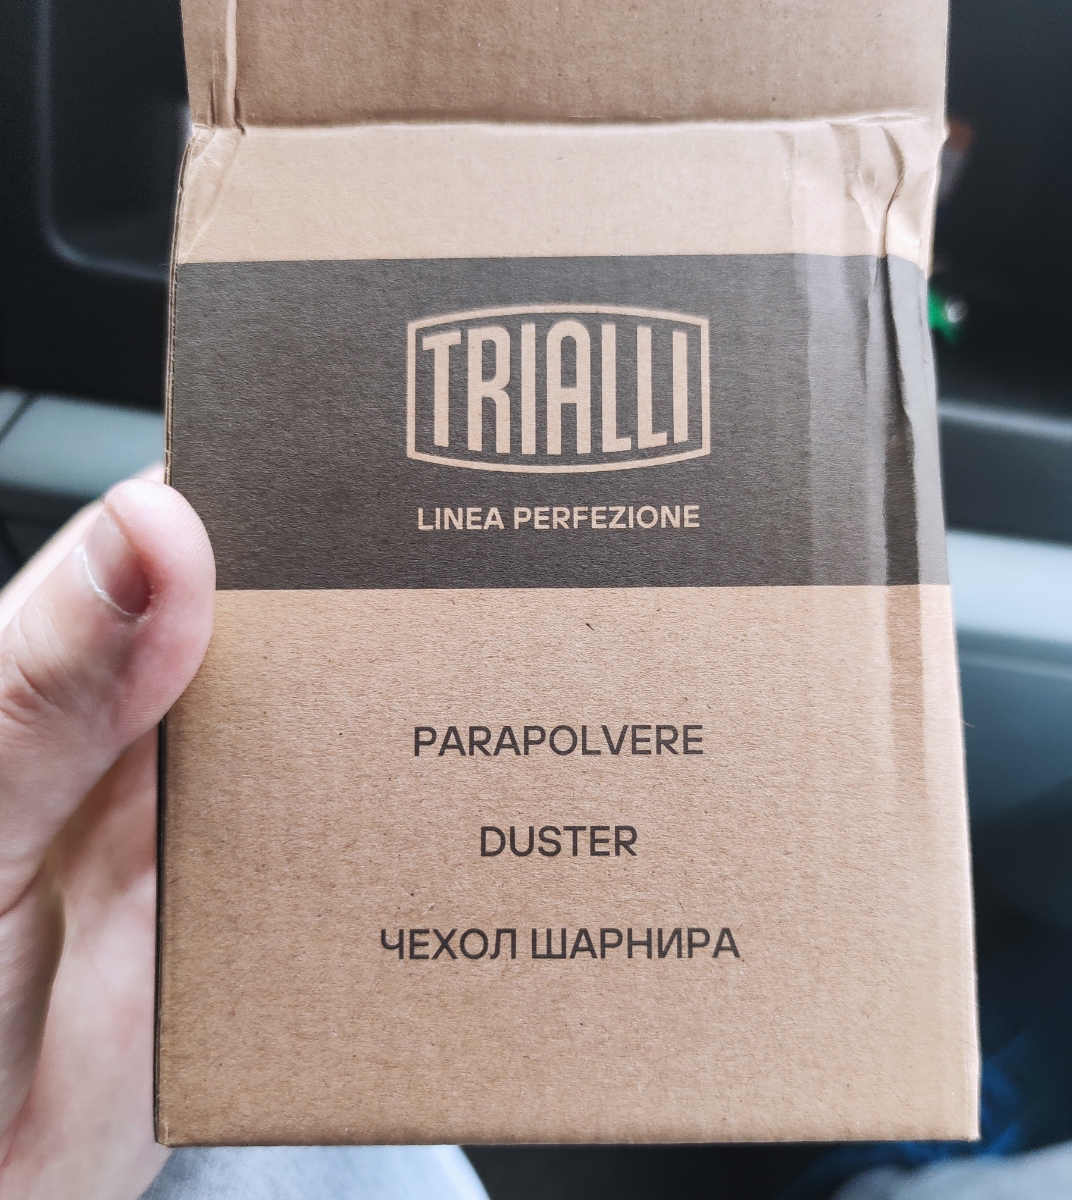 TRIALLI
LINEA PERFEZIONE
PARAPOLVERE
DUSTER
ЧЕХОЛ ШАРНИРА